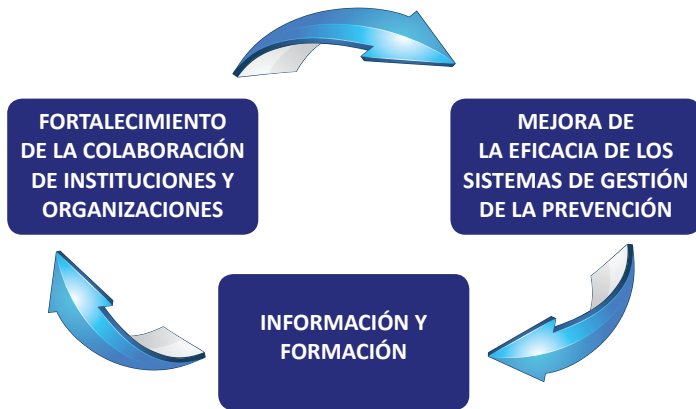 FORTALECIMIENTO
DE LA COLABORACIÓN
DE INSTITUCIONES Y
ORGANIZACIONES
MEJORA DE
LA EFICACIA DE LOS
SISTEMAS DE GESTIÓN
DE LA PREVENCIÓN
INFORMACIÓN Y
FORMACIÓN